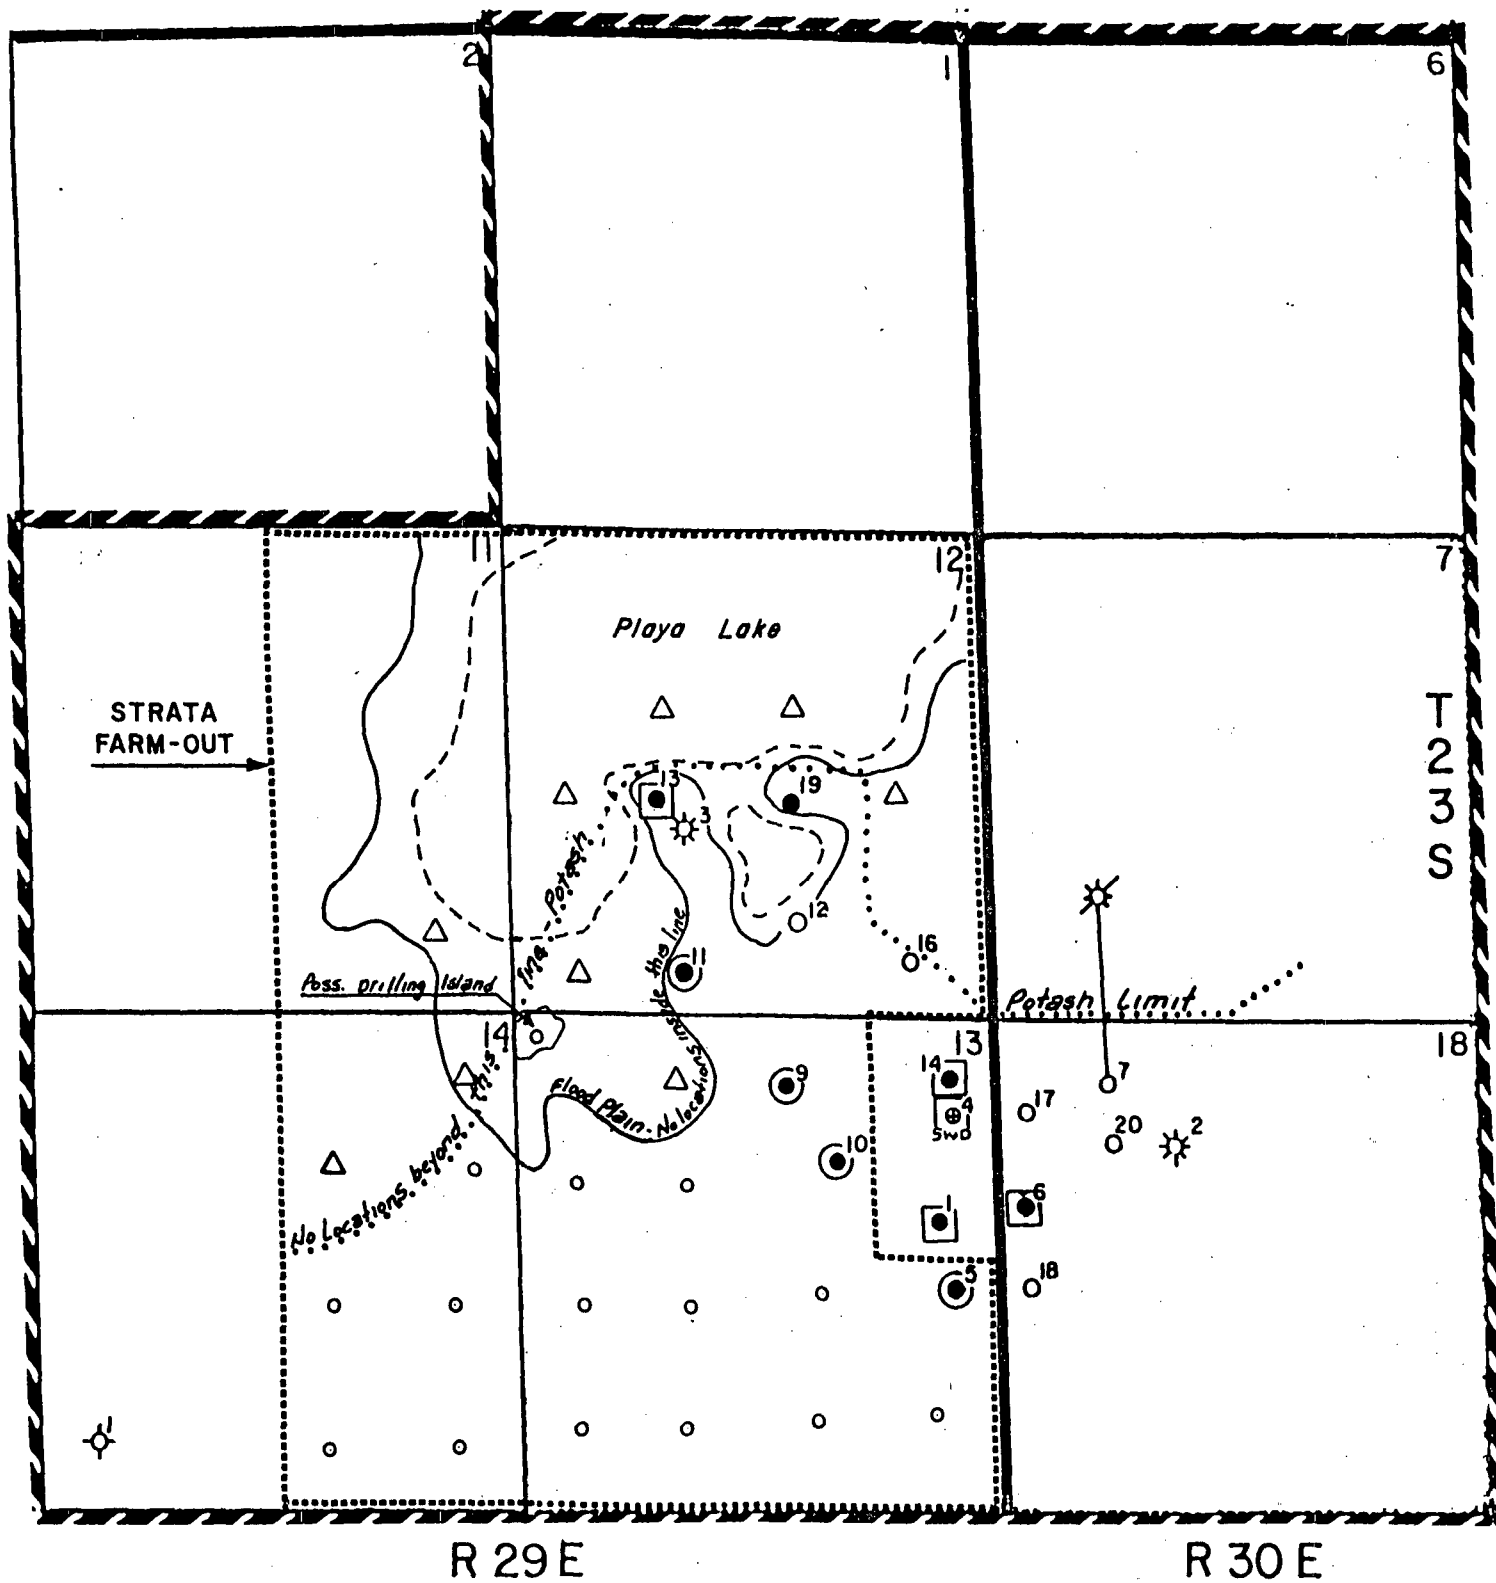 2
1
6
11
12
7
Playa Lake
STRATA
FARM-OUT
T
2
3
S
13
19
3
12
16
11
Poss. Drilling Island
Potash Limit
No Locations beyond this line Potash
Flood Plain - No locations inside this line
14
13
18
14
4
SWD
9
7
17
20
2
10
1
6
5
18
1
R 29 E
R 30 E